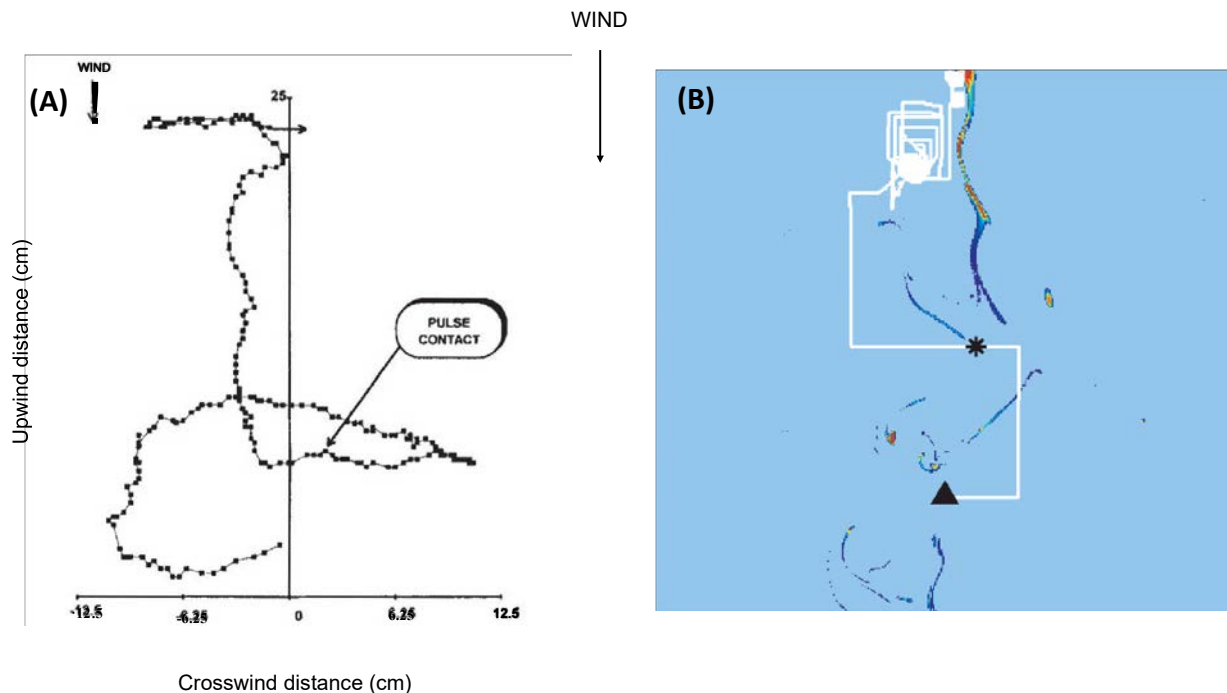 WIND
WIND
(A)
25
(B)
Upwind distance (cm)
PULSE
CONTACT
-12.5
-6.25
0
6.25
12.5
Crosswind distance (cm)